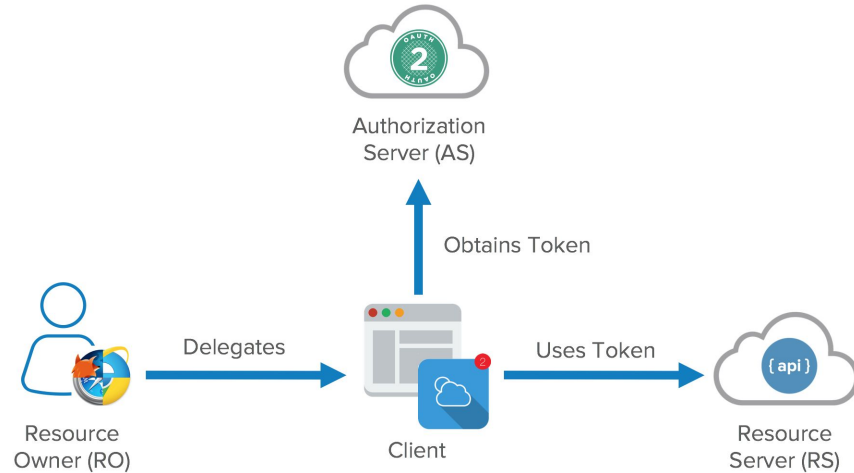 OAUTH
2
OAUTH
Authorization
Server (AS)
Obtains Token
Delegates
2
Uses Token
{ api }
Resource
Owner (RO)
Client
Resource
Server (RS)